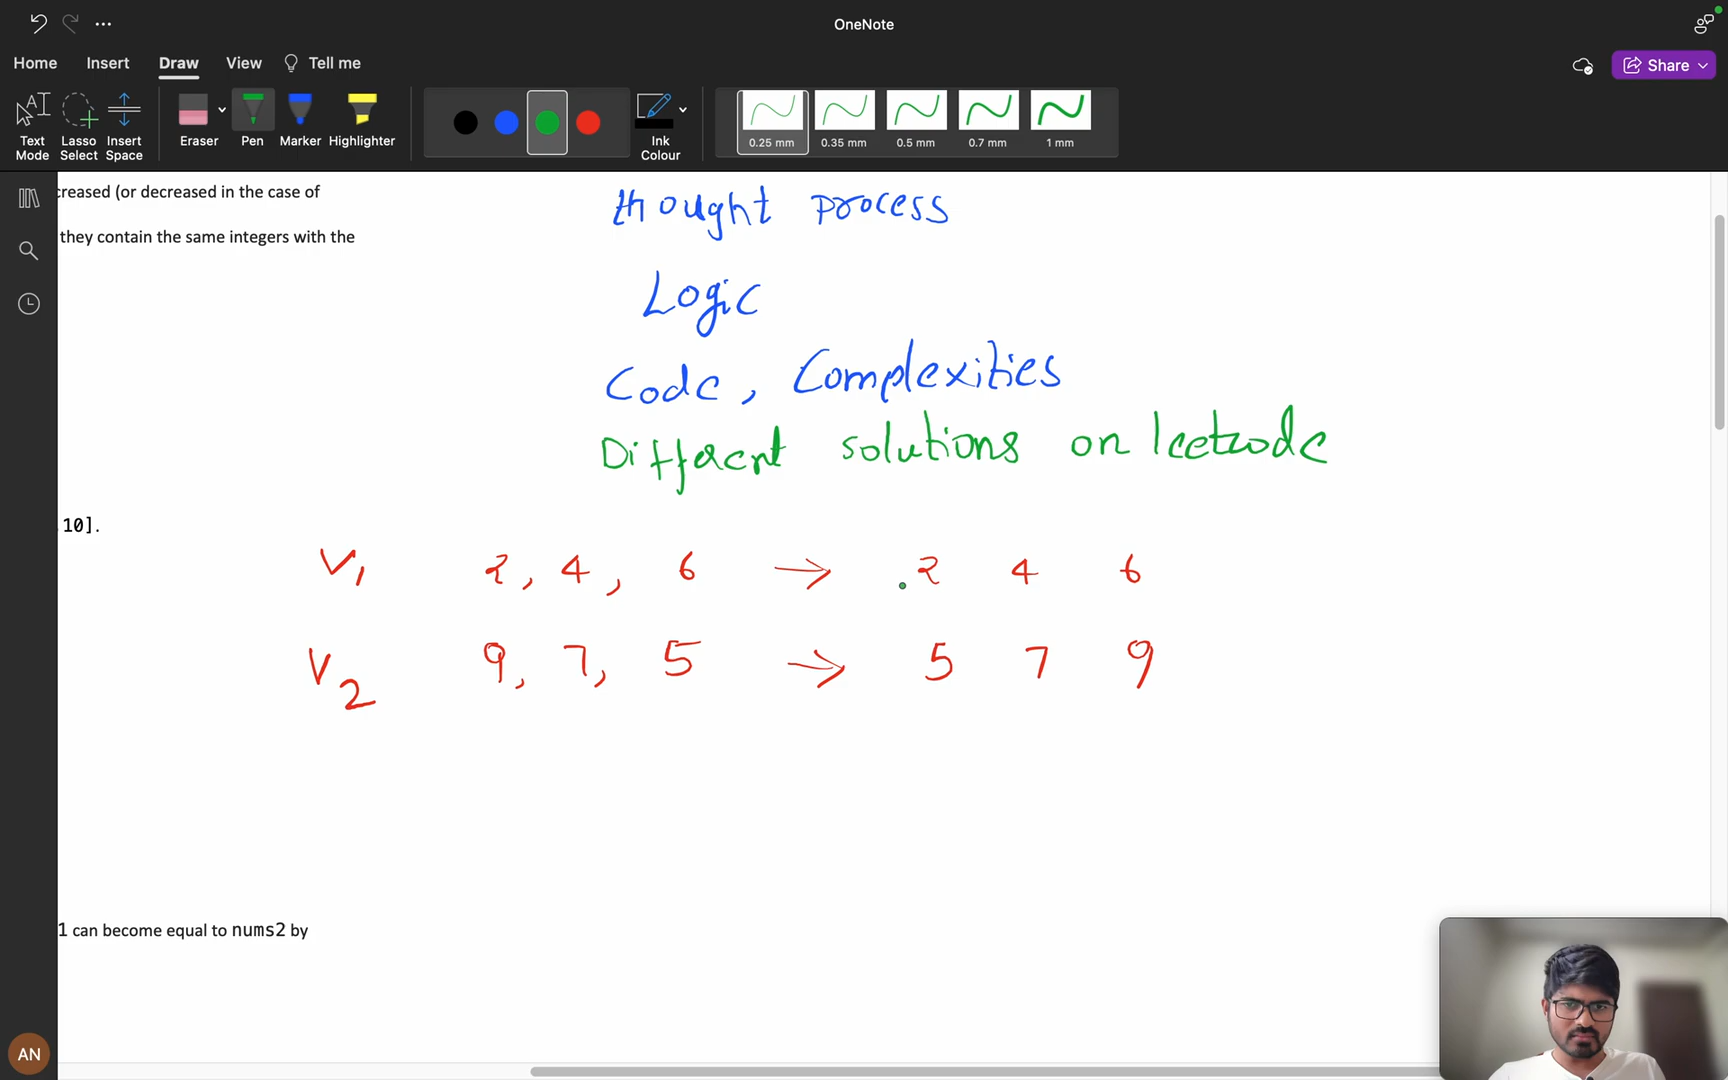 OneNote
Home Insert Draw View Tell me
Share
Text Mode
Lasso Select
Insert Space
Eraser
Pen
Marker
Highlighter
Ink Colour
0.25 mm 0.35 mm 0.5 mm 0.7 mm 1 mm
creased (or decreased in the case of
they contain the same integers with the
thought process
Logic
Code, Complexities
Different solutions on leetcode
10].
V1 2, 4, 6 → 2 4 6
V2 9, 7, 5 → 5 7 9
1 can become equal to nums2 by
AN